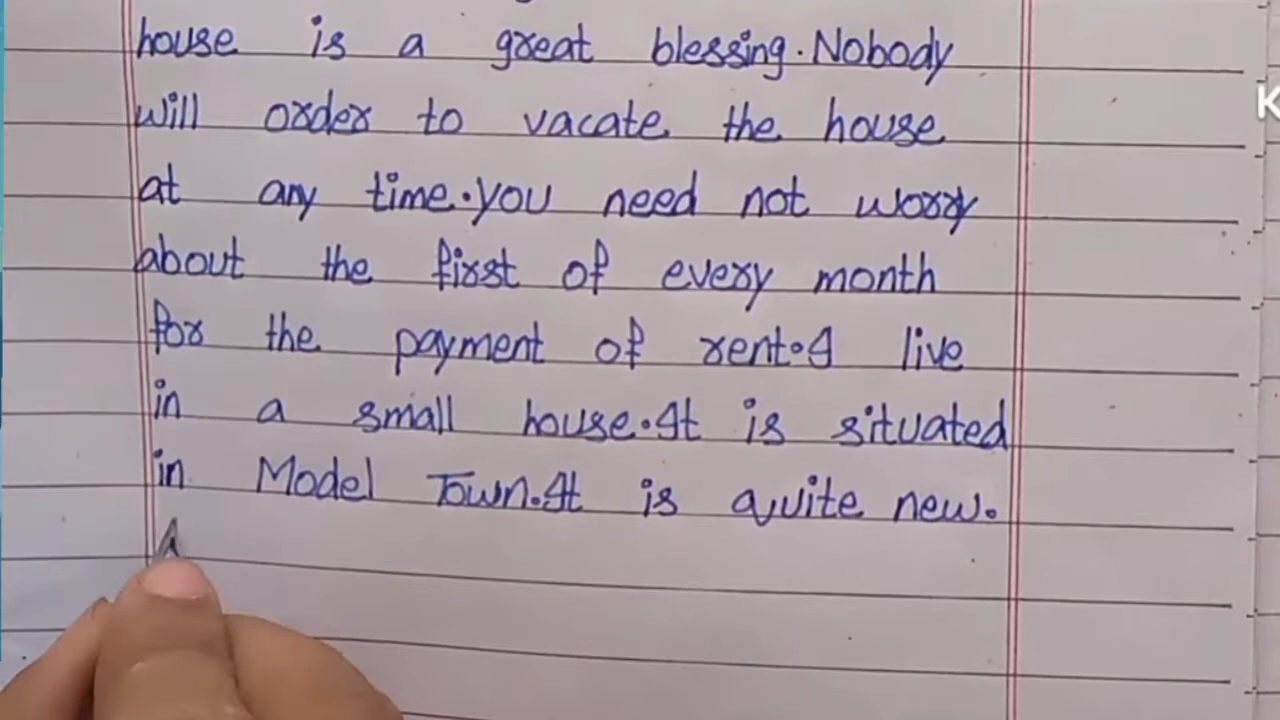 house is a great blessing. Nobody
will order to vacate the house
at any time. you need not worry
about the first of every month
for the payment of rent. I live
in a small house. It is situated
in Model Town. It is quite new.
K